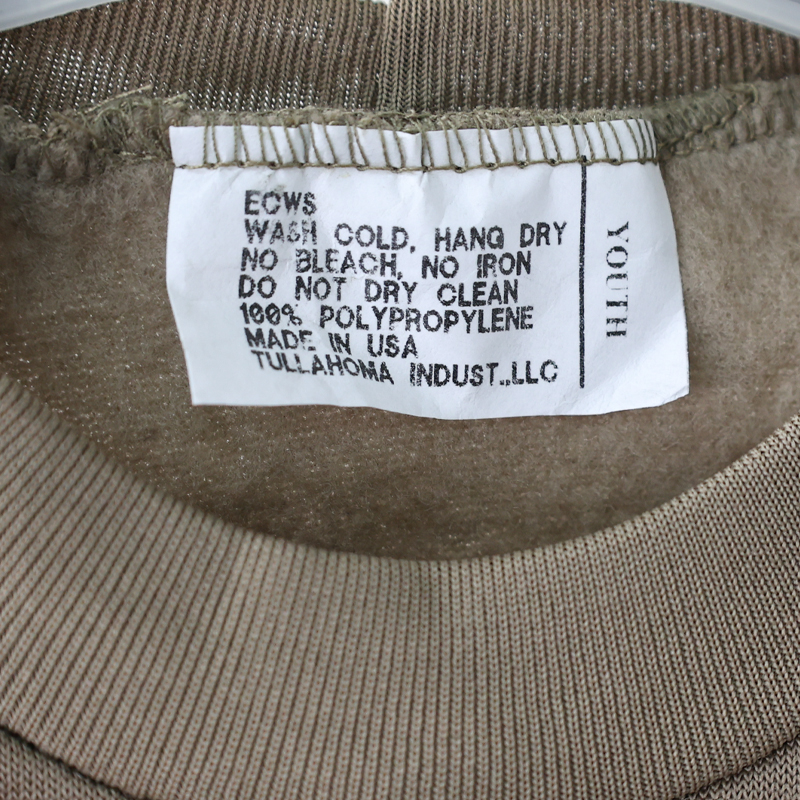 ECWS
WASH COLD, HANG DRY
NO BLEACH, NO IRON
DO NOT DRY CLEAN
100% POLYPROPYLENE
MADE IN USA
TULLAHOMA INDUST.,LLC
YOUTH